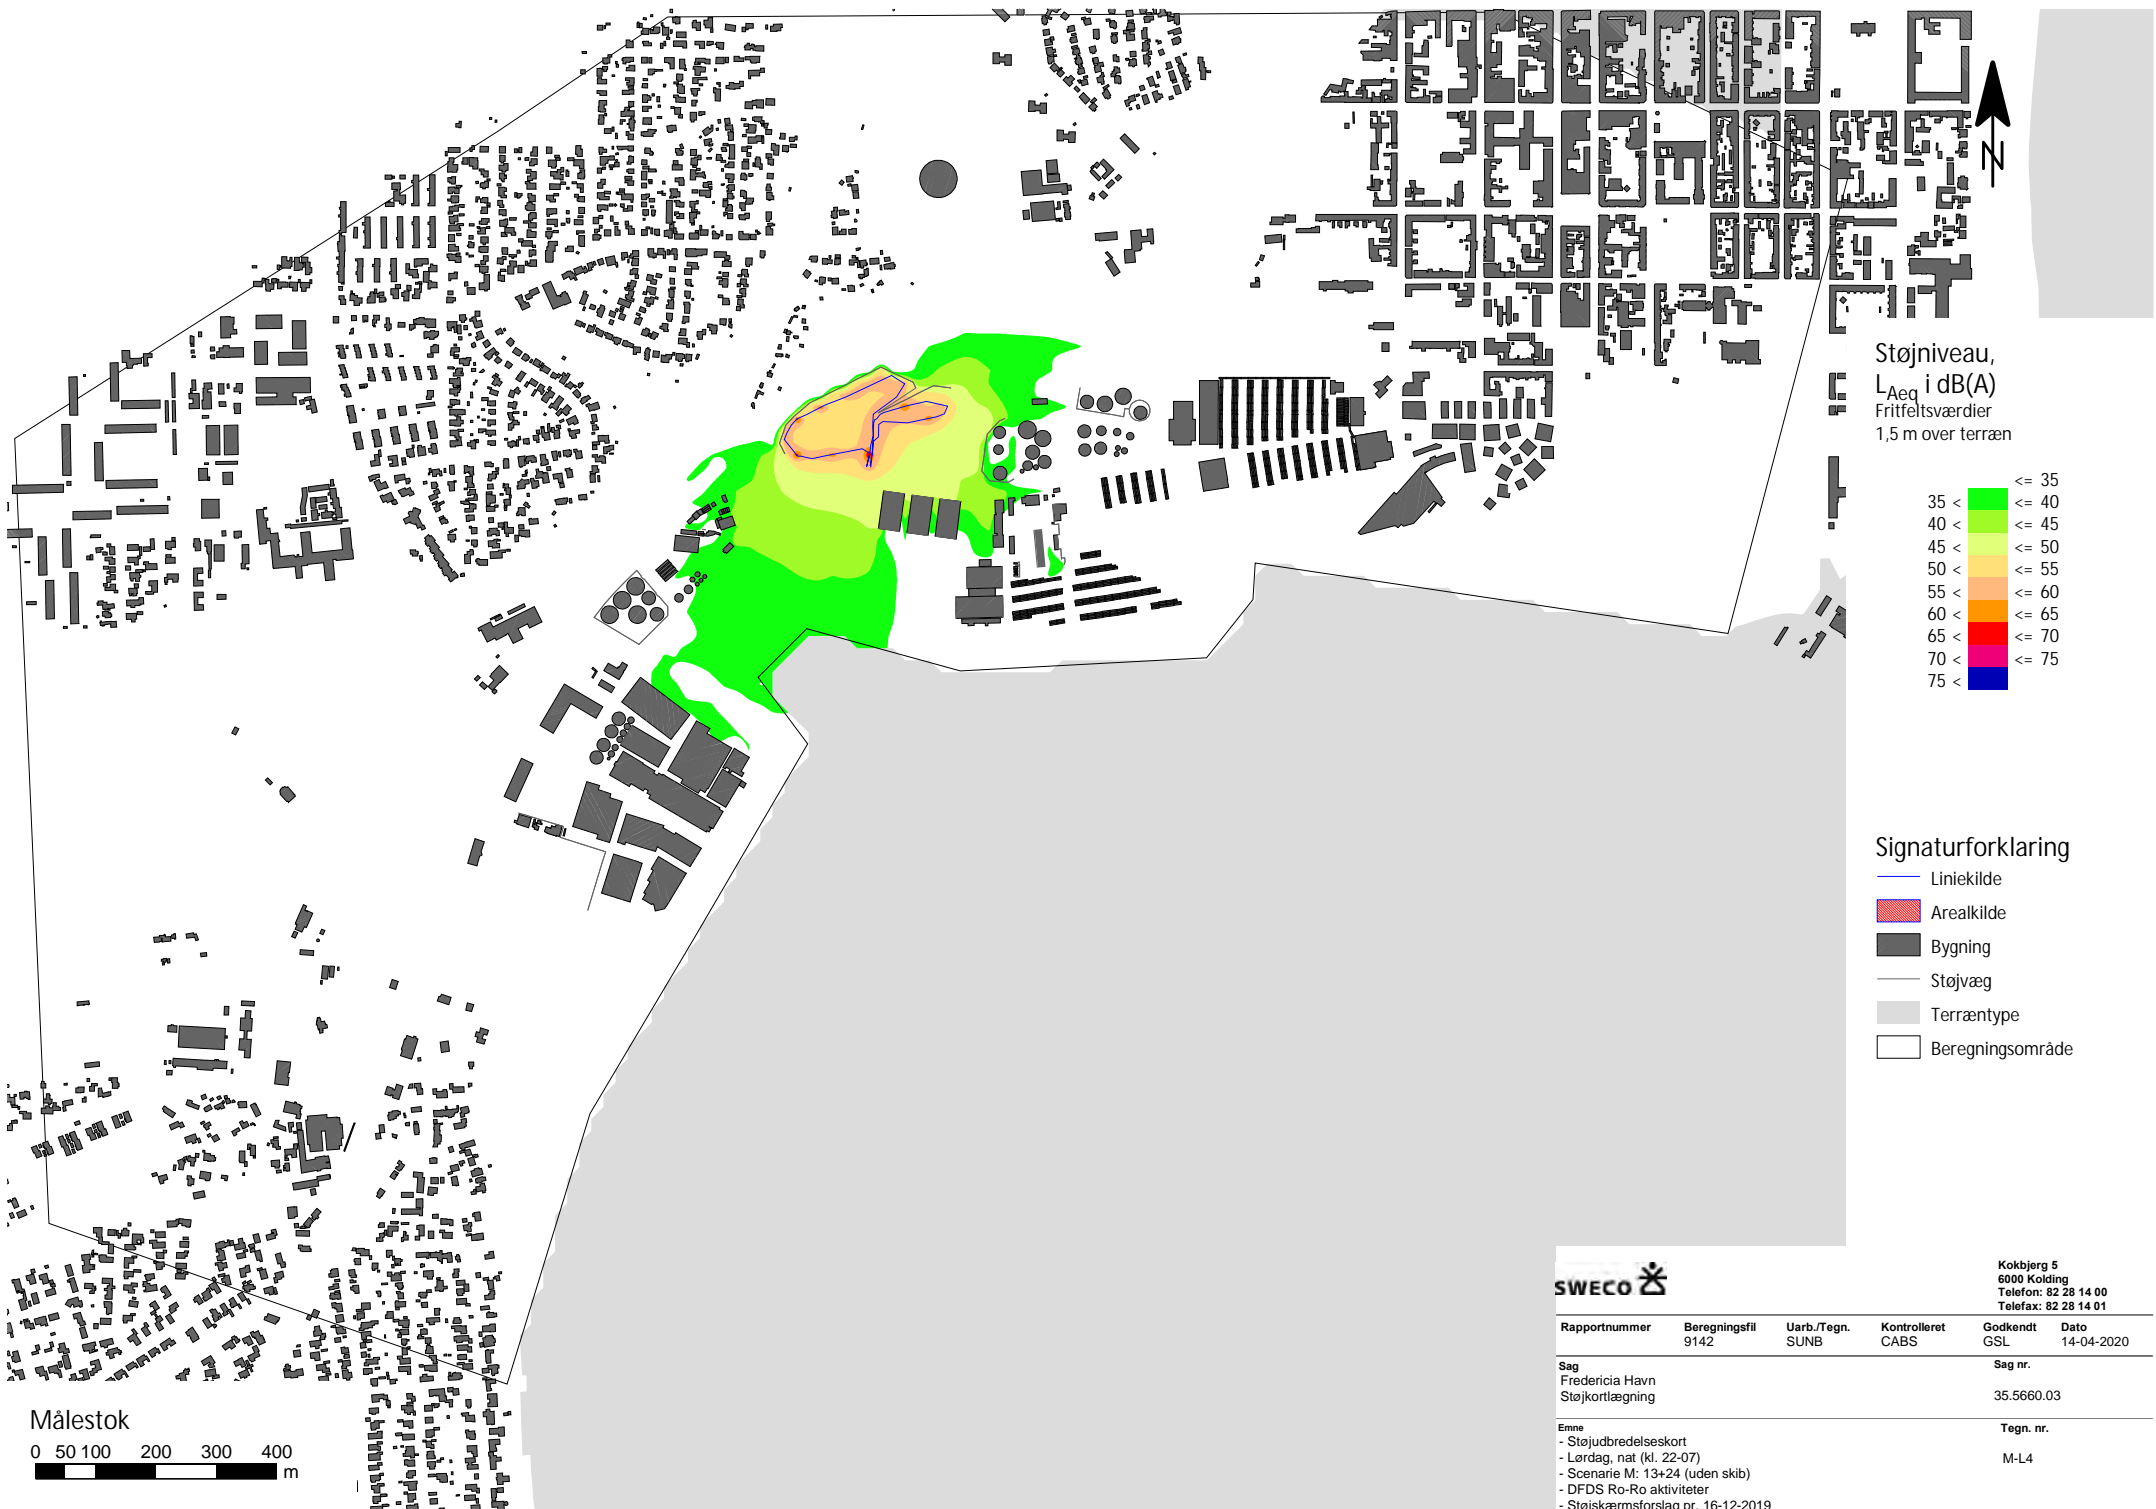 N
Støjniveau,
LAeq i dB(A)
Fritfeltsværdier
1,5 m over terræn
<= 35
35 < <= 40
40 < <= 45
45 < <= 50
50 < <= 55
55 < <= 60
60 < <= 65
65 < <= 70
70 < <= 75
75 <
Signaturforklaring
Liniekilde
Arealkilde
Bygning
Støjvæg
Terræntype
Beregningsområde
Målestok
0 50 100 200 300 400
m
SWECO
Kokbjerg 5
6000 Kolding
Telefon: 82 28 14 00
Telefax: 82 28 14 01
Rapportnummer Beregningsfil Uarb./Tegn. Kontrolleret Godkendt Dato
9142 SUNB CABS GSL 14-04-2020
Sag Sag nr.
Fredericia Havn
Støjkortlægning 35.5660.03
Emne Tegn. nr.
- Støjudbredelseskort
- Lørdag, nat (kl. 22-07) M-L4
- Scenarie M: 13+24 (uden skib)
- DFDS Ro-Ro aktiviteter
- Støjskærmsforslag pr. 16-12-2019